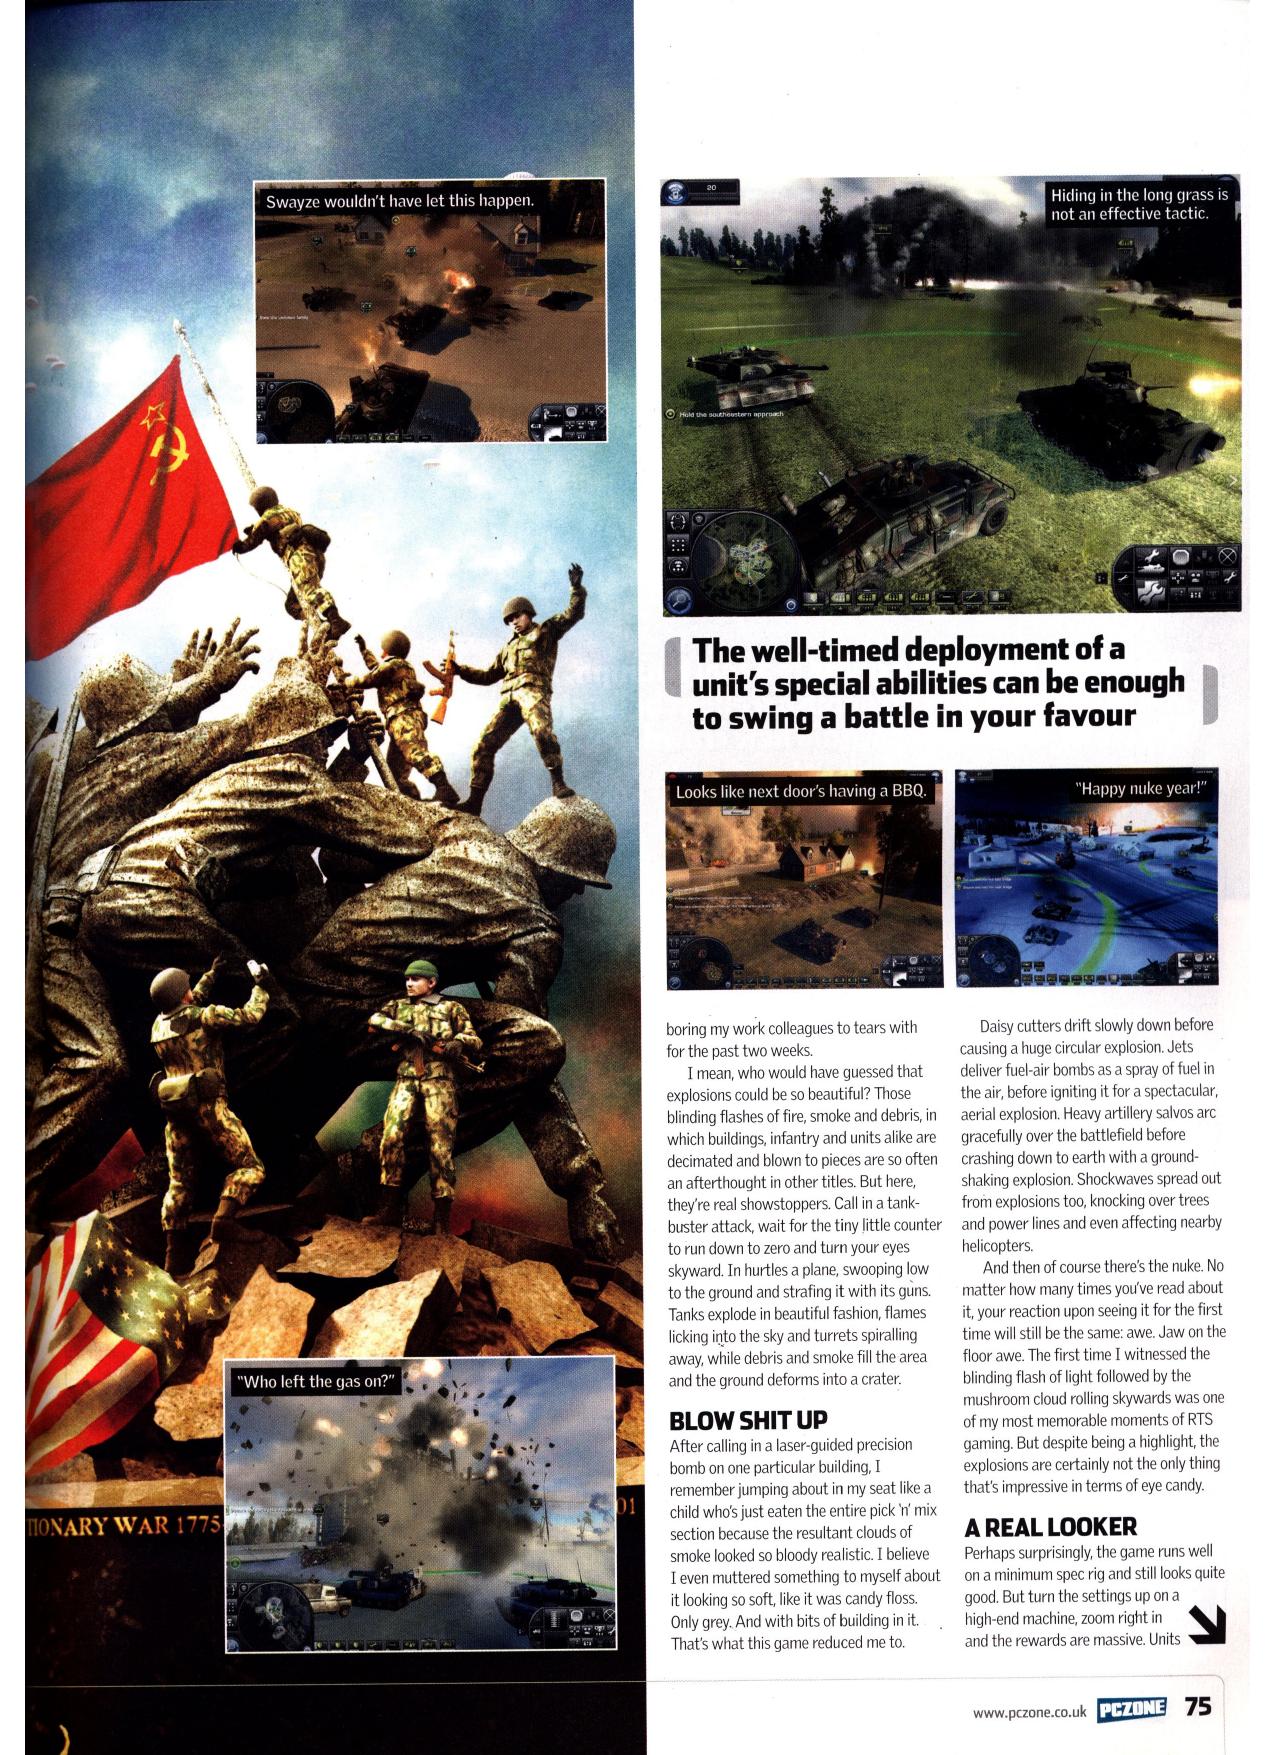 Swayze wouldn't have let this happen.
20
Hiding in the long grass is
not an effective tactic.
Hold the southeastern approach
The well-timed deployment of a
unit's special abilities can be enough
to swing a battle in your favour
Looks like next door's having a BBQ.
"Happy nuke year!"
boring my work colleagues to tears with
for the past two weeks.
I mean, who would have guessed that
explosions could be so beautiful? Those
blinding flashes of fire, smoke and debris, in
which buildings, infantry and units alike are
decimated and blown to pieces are so often
an afterthought in other titles. But here,
they're real showstoppers. Call in a tank-
buster attack, wait for the tiny little counter
to run down to zero and turn your eyes
skyward. In hurtles a plane, swooping low
to the ground and strafing it with its guns.
Tanks explode in beautiful fashion, flames
licking into the sky and turrets spiralling
away, while debris and smoke fill the area
and the ground deforms into a crater.
BLOW SHIT UP
After calling in a laser-guided precision
bomb on one particular building, I
remember jumping about in my seat like a
child who's just eaten the entire pick 'n' mix
section because the resultant clouds of
smoke looked so bloody realistic. I believe
I even muttered something to myself about
it looking so soft, like it was candy floss.
Only grey. And with bits of building in it.
That's what this game reduced me to.
Daisy cutters drift slowly down before
causing a huge circular explosion. Jets
deliver fuel-air bombs as a spray of fuel in
the air, before igniting it for a spectacular,
aerial explosion. Heavy artillery salvos arc
gracefully over the battlefield before
crashing down to earth with a ground-
shaking explosion. Shockwaves spread out
from explosions too, knocking over trees
and power lines and even affecting nearby
helicopters.
And then of course there's the nuke. No
matter how many times you've read about
it, your reaction upon seeing it for the first
time will still be the same: awe. Jaw on the
floor awe. The first time I witnessed the
blinding flash of light followed by the
mushroom cloud rolling skywards was one
of my most memorable moments of RTS
gaming. But despite being a highlight, the
explosions are certainly not the only thing
that's impressive in terms of eye candy.
A REAL LOOKER
Perhaps surprisingly, the game runs well
on a minimum spec rig and still looks quite
good. But turn the settings up on a
high-end machine, zoom right in
and the rewards are massive. Units
"Who left the gas on?"
TIONARY WAR 1775-
01
www.pczone.co.uk PCZONE 75